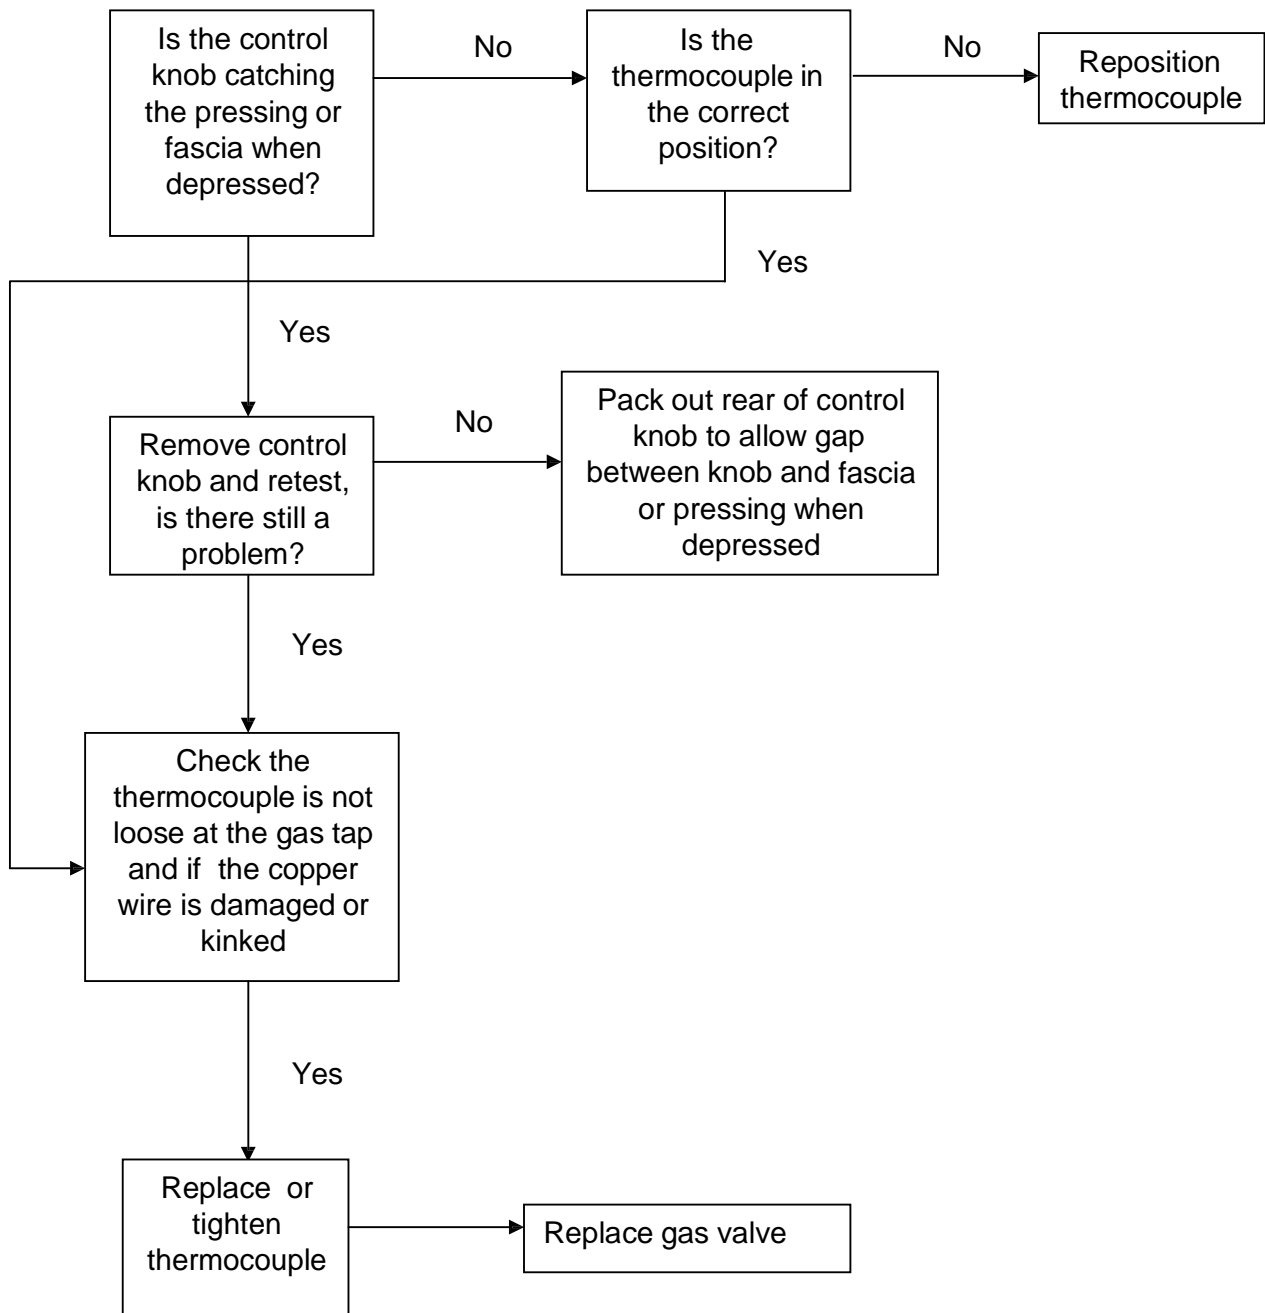 Is the control
knob catching
the pressing or
fascia when
depressed?
No
Is the
thermocouple in
the correct
position?
No
Reposition
thermocouple
Yes
Yes
Remove control
knob and retest,
is there still a
problem?
No
Pack out rear of control
knob to allow gap
between knob and fascia
or pressing when
depressed
Yes
Check the
thermocouple is not
loose at the gas tap
and if the copper
wire is damaged or
kinked
Yes
Replace or
tighten
thermocouple
Replace gas valve